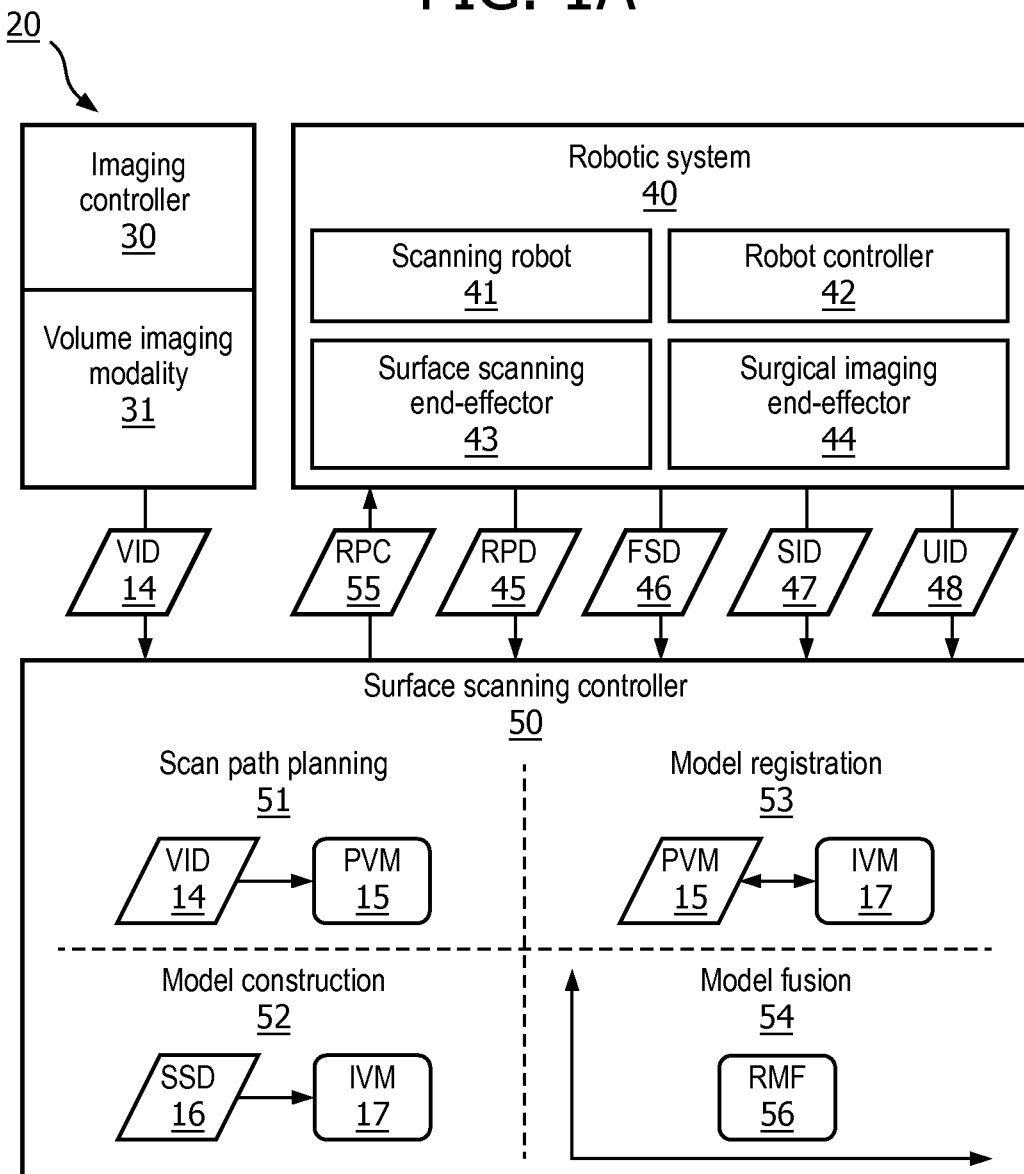 FIG. 1A
20
Imaging
controller
30
Volume imaging
modality
31
Robotic system
40
Scanning robot
41
Robot controller
42
Surface scanning
end-effector
43
Surgical imaging
end-effector
44
VID
14
RPC
55
RPD
45
FSD
46
SID
47
UID
48
Surface scanning controller
50
Scan path planning
51
VID
14
PVM
15
Model registration
53
PVM
15
IVM
17
Model construction
52
SSD
16
IVM
17
Model fusion
54
RMF
56